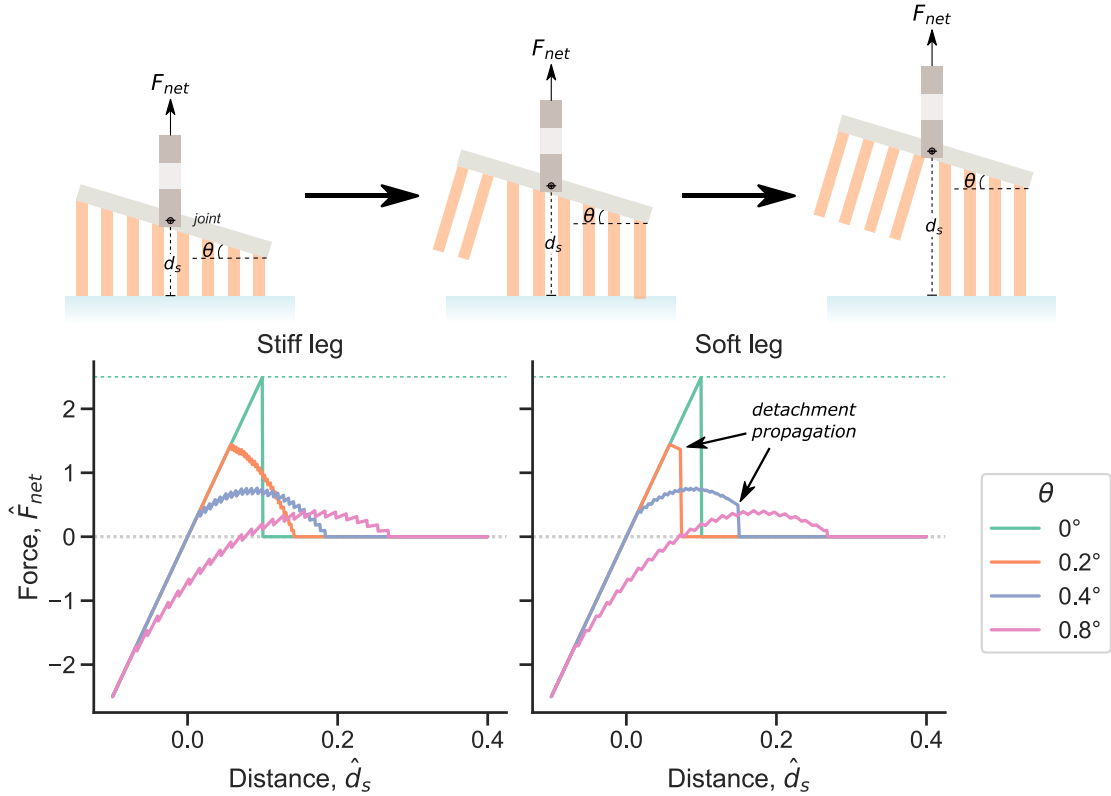 F_net
F_net
F_net
joint
θ
d_s
θ
d_s
θ
d_s
Stiff leg
Soft leg
detachment
propagation
Force, F̂_net
2
1
0
−1
−2
0.0
0.2
0.4
0.0
0.2
0.4
Distance, d̂_s
Distance, d̂_s
θ
0°
0.2°
0.4°
0.8°